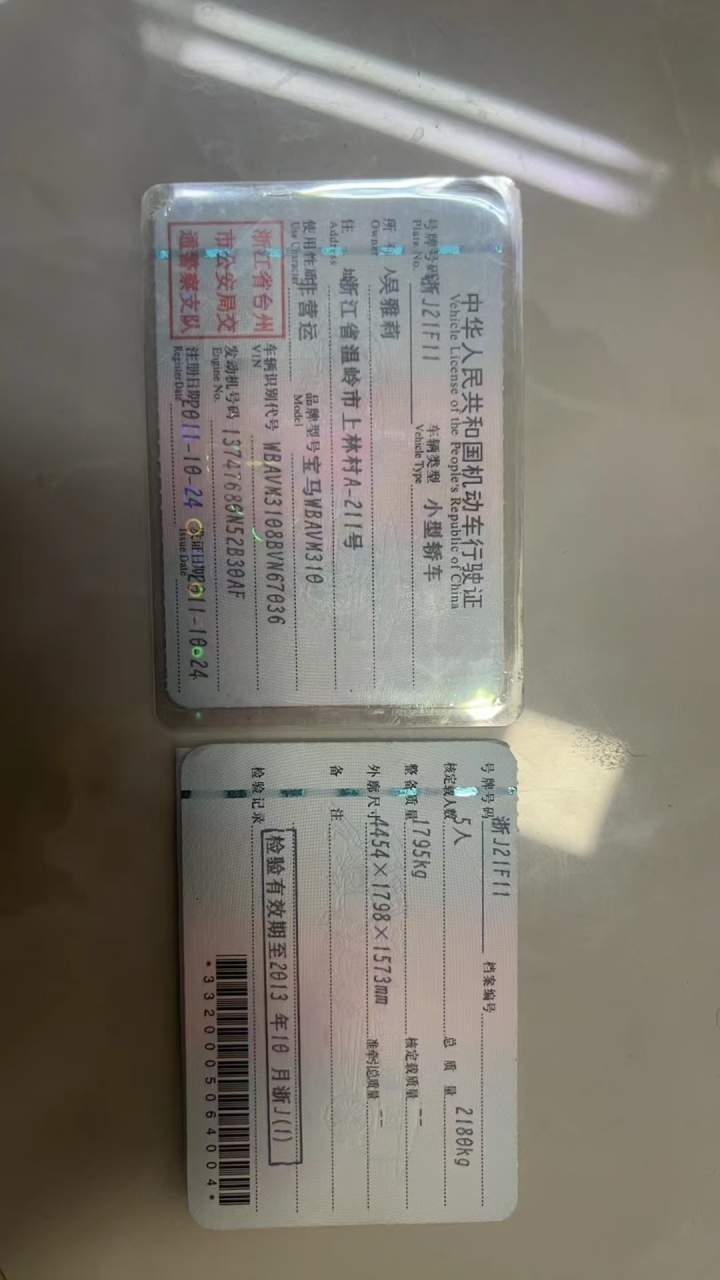 中华人民共和国机动车行驶证
Vehicle License of the People's Republic of China
号牌号码 浙J21F11 车辆类型 小型轿车
Plate No. Vehicle Type
所有人 吴雅莉
Owner
住址 浙江省温岭市上林村A-211号
Address
使用性质 非营运 品牌型号 宝马WBAVM310
Use Character Model
浙江省台州市公安局交通警察支队
车辆识别代号 WBAVM3108BVN67036
VIN
发动机号码 13747686N52B30AF
Engine No.
注册日期 2011-10-24 发证日期 2011-10-24
Register Date Issue Date
号牌号码 浙J21F11 档案编号
核定载人数 5人 总质量 2180kg
整备质量 1795kg 核定载质量 --
外廓尺寸 4454×1798×1573mm 准牵引总质量 --
备注
检验记录
检验有效期至2013年10月浙J(1)
*3320005064004*